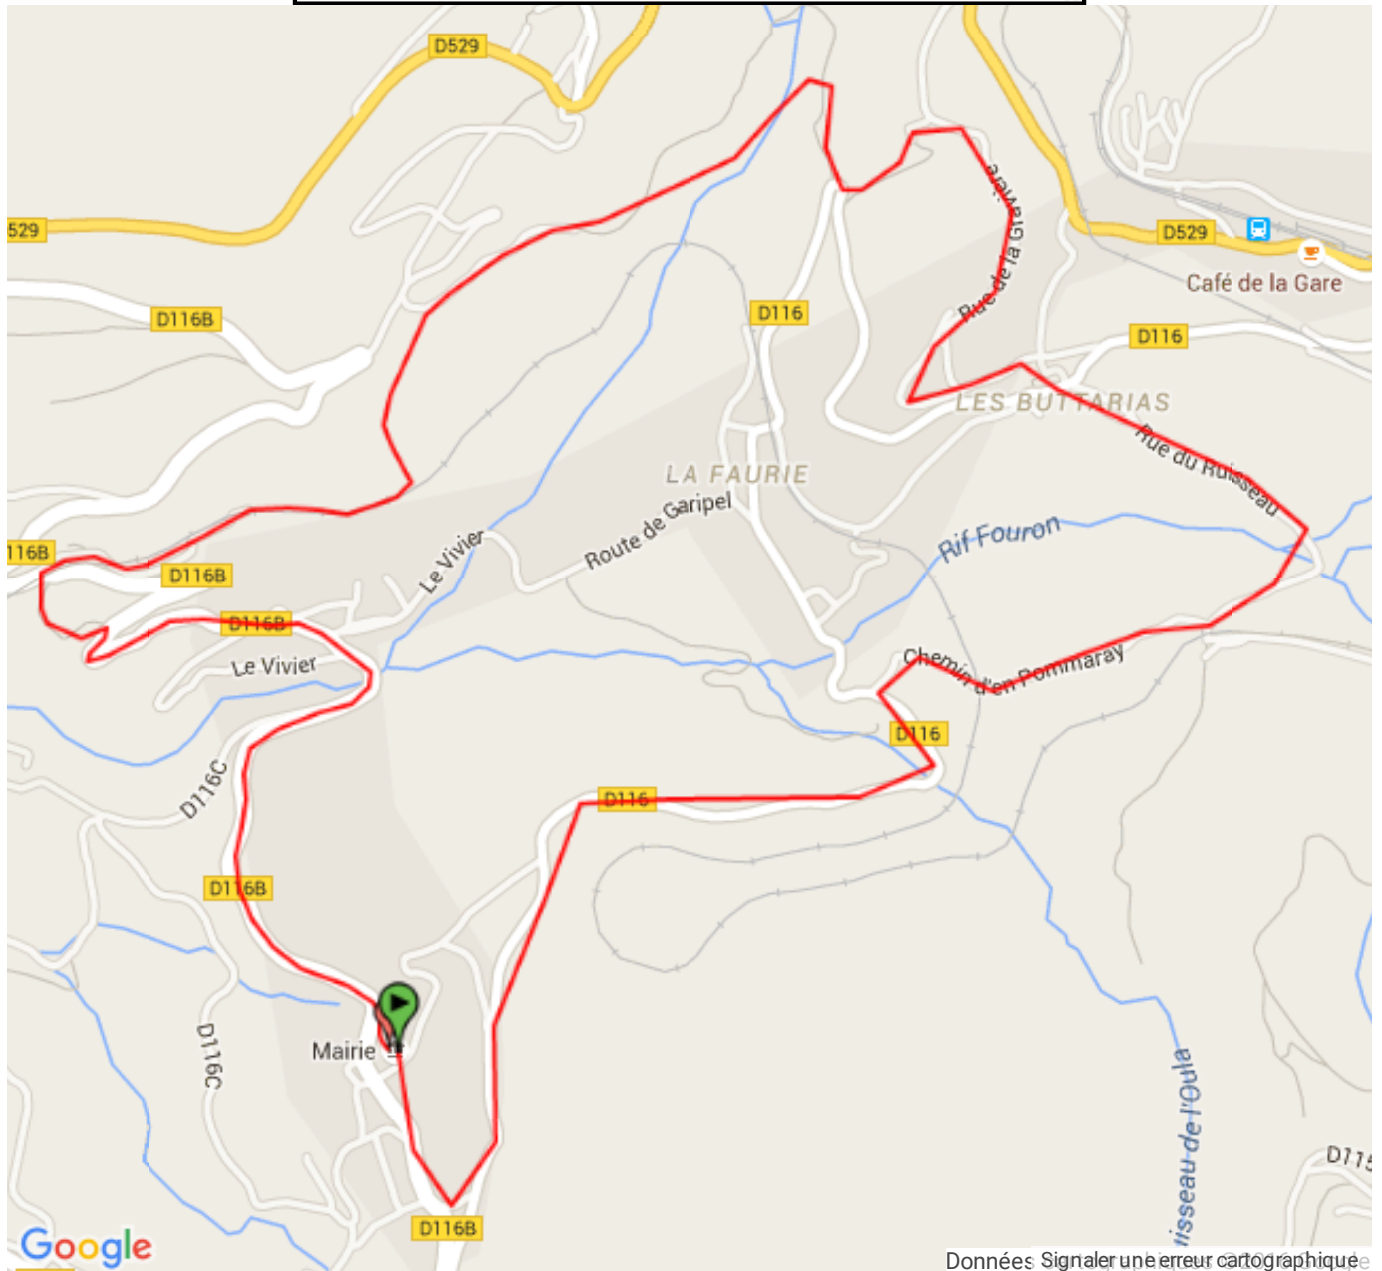 D529
529
D529
Café de la Gare
Rue de la Gravière
D116B
D116
D116
LES BUTTARIAS
Rue du Ruisseau
LA FAURIE
Route de Garipel
Rif Fouron
116B
D116B
Le Vivier
D116B
Le Vivier
Chemin d'en Pommaray
D116
D116C
D116
D116B
Mairie
D116C
D115
D116B
Google
Données
Signaler une erreur cartographique